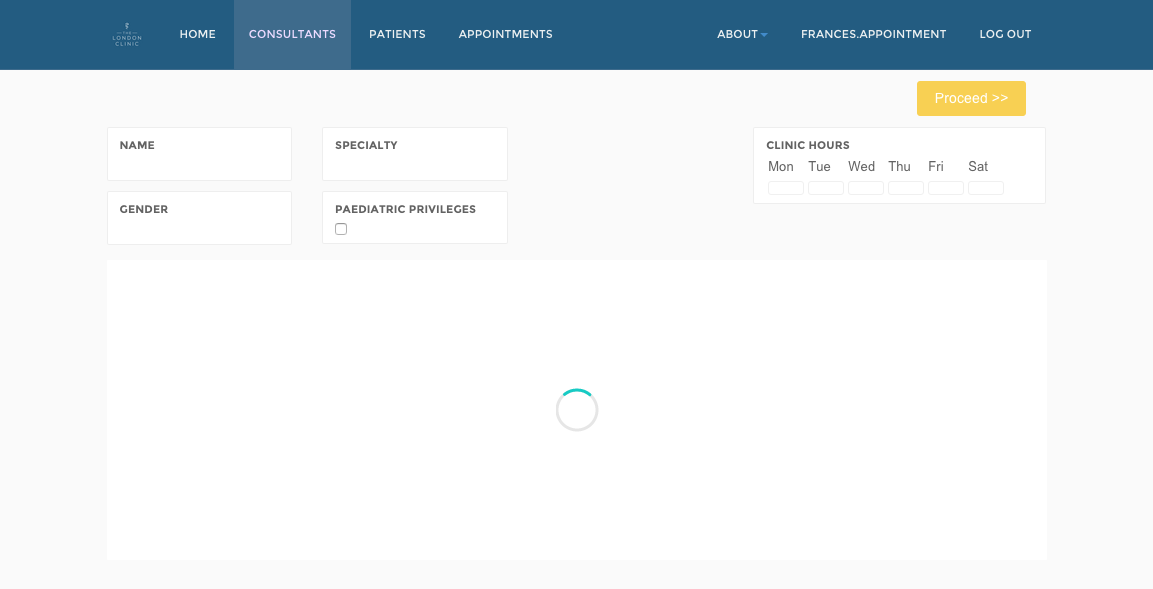 THE
LONDON
CLINIC
HOME
CONSULTANTS
PATIENTS
APPOINTMENTS
ABOUT
FRANCES.APPOINTMENT
LOG OUT
Proceed >>
NAME
SPECIALTY
CLINIC HOURS
Mon Tue Wed Thu Fri Sat
GENDER
PAEDIATRIC PRIVILEGES